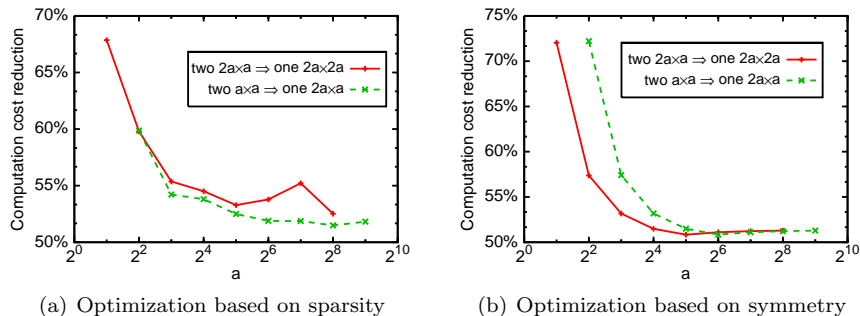 70%
65%
60%
55%
50%
Computation cost reduction
two 2a×a ⇒ one 2a×2a
two a×a ⇒ one 2a×a
2^0 2^2 2^4 2^6 2^8 2^10
a
(a) Optimization based on sparsity
75%
70%
65%
60%
55%
50%
Computation cost reduction
two 2a×a ⇒ one 2a×2a
two a×a ⇒ one 2a×a
2^0 2^2 2^4 2^6 2^8 2^10
a
(b) Optimization based on symmetry